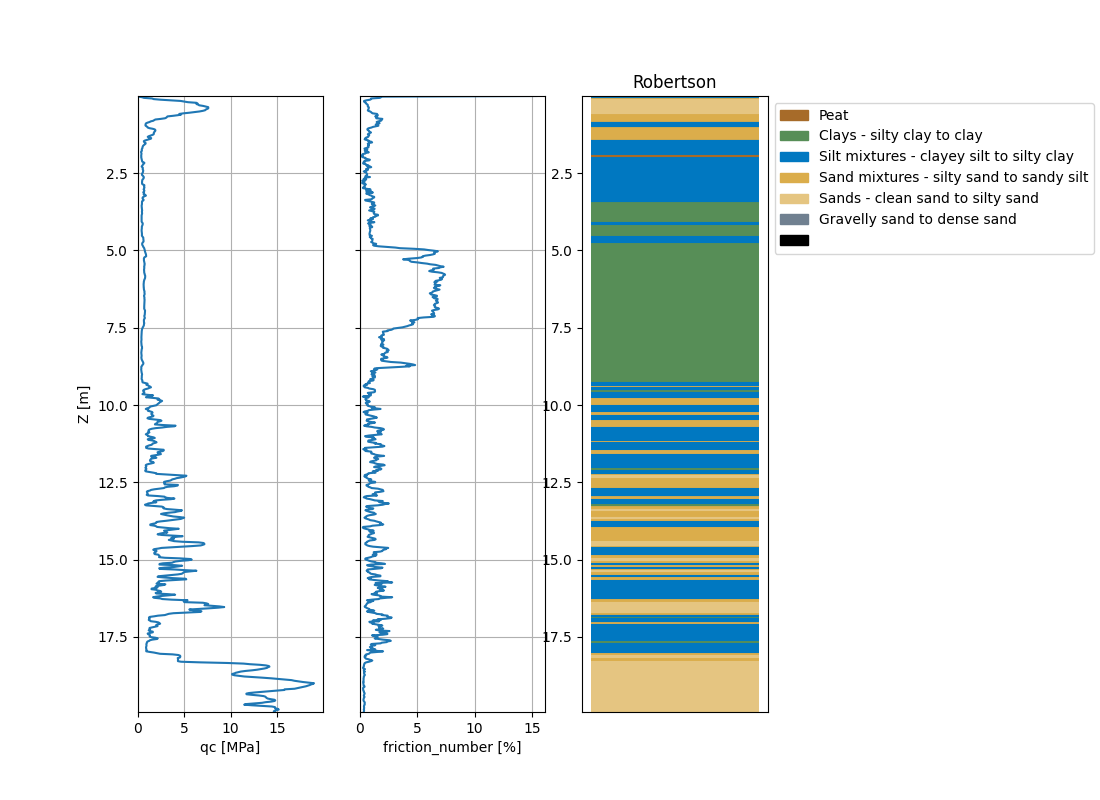 Robertson
Peat
Clays - silty clay to clay
Silt mixtures - clayey silt to silty clay
Sand mixtures - silty sand to sandy silt
Sands - clean sand to silty sand
Gravelly sand to dense sand
2.5
5.0
7.5
10.0
12.5
15.0
17.5
Z [m]
2.5
5.0
7.5
10.0
12.5
15.0
17.5
0 5 10 15
qc [MPa]
0 5 10 15
friction_number [%]